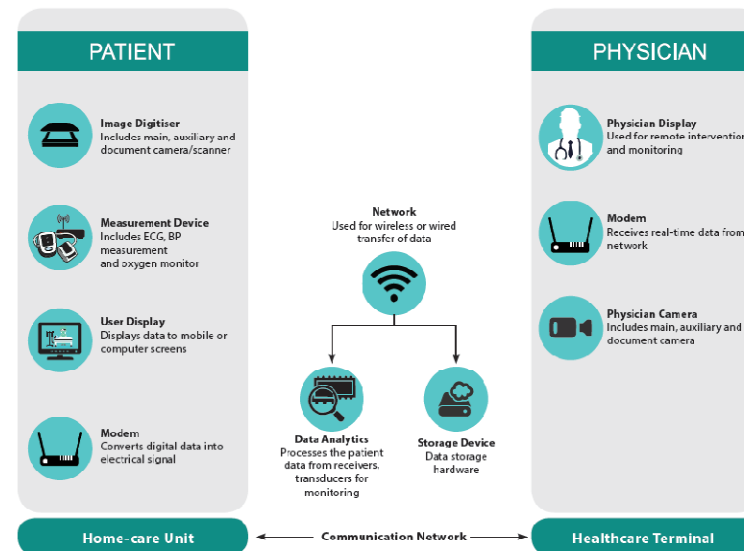 PATIENT
Image Digitiser
Includes main, auxiliary and
document camera/scanner
Measurement Device
Includes ECG, BP
measurement
and oxygen monitor
User Display
Displays data to mobile or
computer screens
Modem
Converts digital data into
electrical signal
Home-care Unit
Network
Used for wireless or wired
transfer of data
Data Analytics
Processes the patient
data from receivers,
transducers for
monitoring
Storage Device
Data storage
hardware
Communication Network
PHYSICIAN
Physician Display
Used for remote intervention
and monitoring
Modem
Receives real-time data from
network
Physician Camera
Includes main, auxiliary and
document camera
Healthcare Terminal